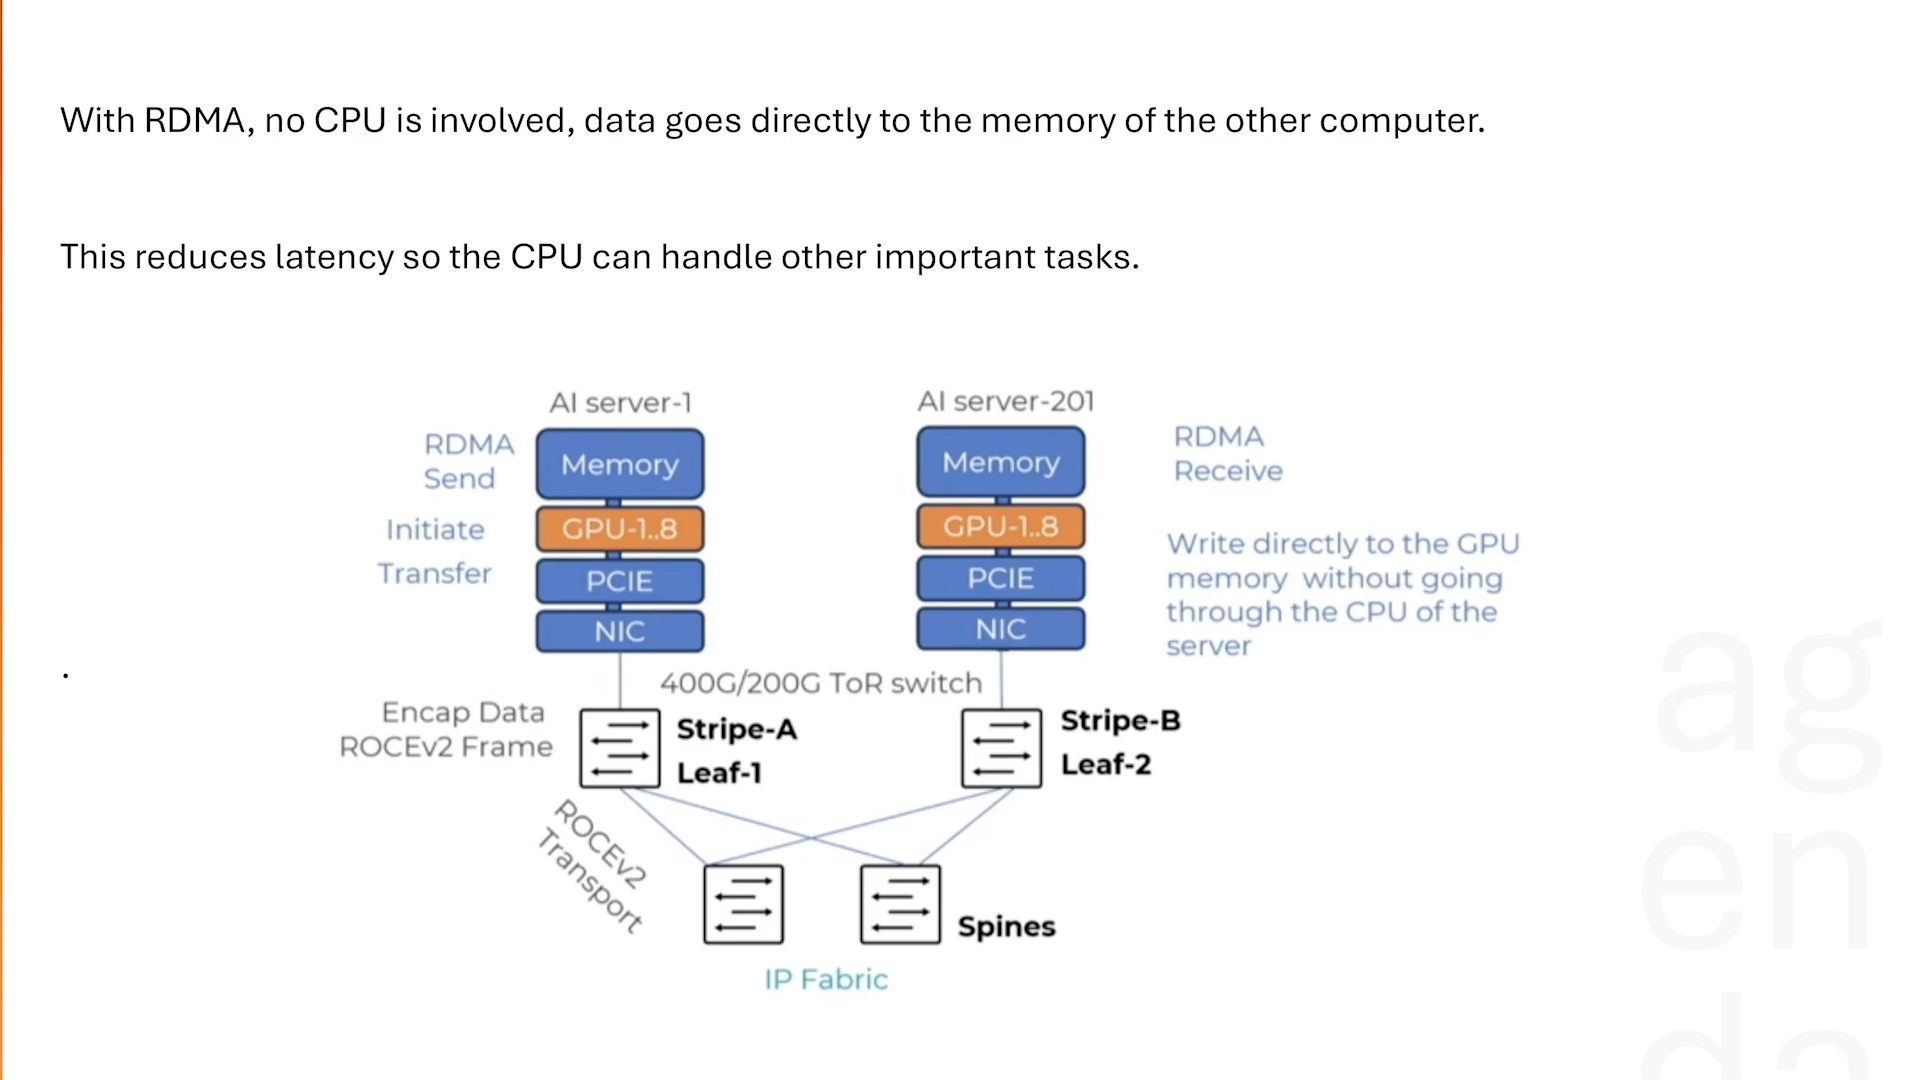 With RDMA, no CPU is involved, data goes directly to the memory of the other computer.
This reduces latency so the CPU can handle other important tasks.
AI server-1
AI server-201
RDMA
Send
Memory
Memory
RDMA
Receive
Initiate
Transfer
GPU-1..8
GPU-1..8
PCIE
PCIE
NIC
NIC
Write directly to the GPU
memory without going
through the CPU of the
server
.
400G/200G ToR switch
Encap Data
ROCEv2 Frame
Stripe-A
Leaf-1
Stripe-B
Leaf-2
ROCEv2
Transport
Spines
IP Fabric
ag
en
da